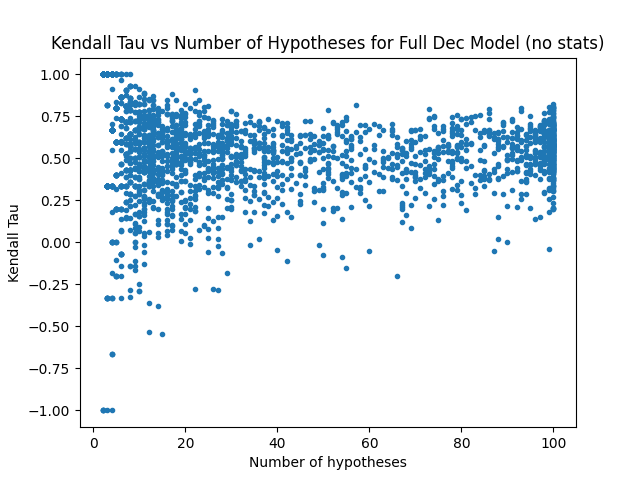 Kendall Tau vs Number of Hypotheses for Full Dec Model (no stats)
1.00
0.75
0.50
0.25
0.00
−0.25
−0.50
−0.75
−1.00
Kendall Tau
0 20 40 60 80 100
Number of hypotheses